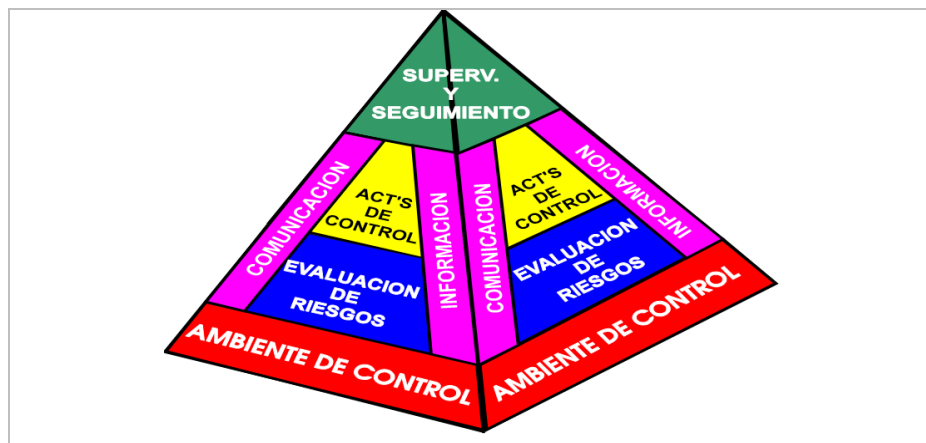 SUPERV.
Y
SEGUIMIENTO
COMUNICACION
ACT'S
DE
CONTROL
INFORMACION
EVALUACION
DE
RIESGOS
AMBIENTE DE CONTROL
COMUNICACION
ACT'S
DE
CONTROL
INFORMACION
EVALUACION
DE
RIESGOS
AMBIENTE DE CONTROL